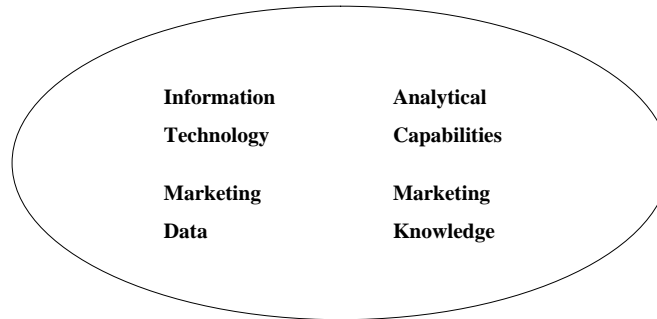 Information
Technology
Analytical
Capabilities
Marketing
Data
Marketing
Knowledge